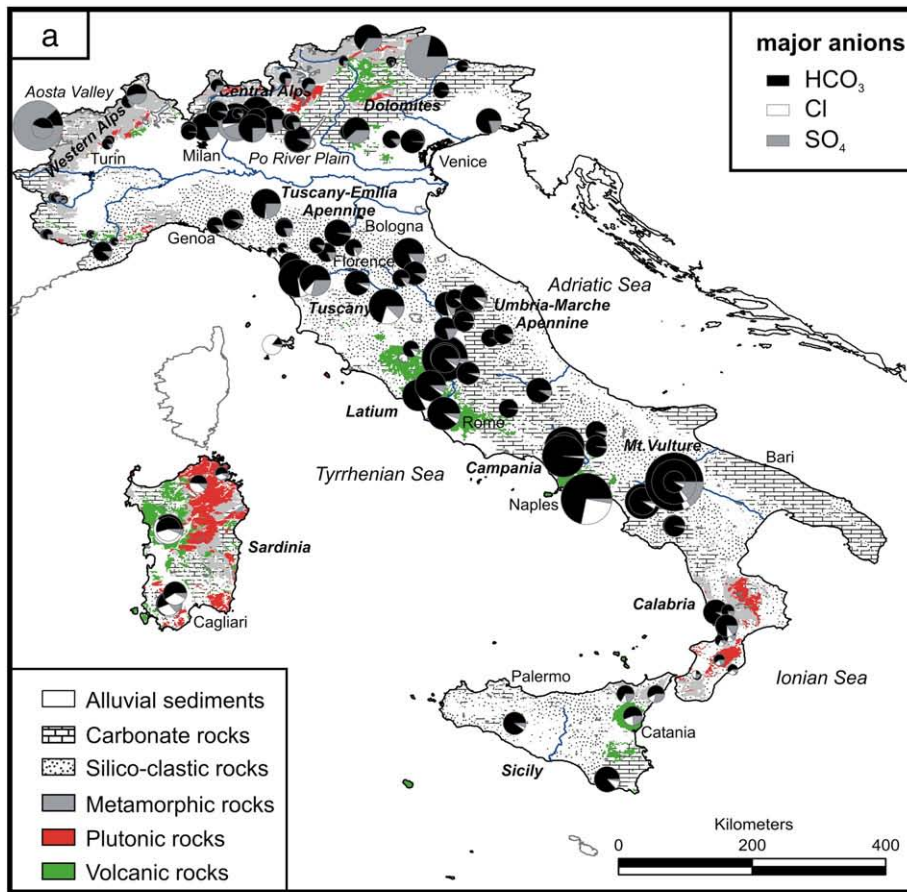 a
major anions
HCO3
Cl
SO4
Aosta Valley
Western Alps
Central Alps
Dolomites
Turin
Milan
Po River Plain
Venice
Tuscany-Emilia
Apennine
Bologna
Genoa
Florence
Adriatic Sea
Tuscany
Umbria-Marche
Apennine
Latium
Rome
Tyrrhenian Sea
Campania
Mt.Vulture
Bari
Naples
Sardinia
Cagliari
Calabria
Palermo
Ionian Sea
Catania
Sicily
Alluvial sediments
Carbonate rocks
Silico-clastic rocks
Metamorphic rocks
Plutonic rocks
Volcanic rocks
Kilometers
0 400
0 200